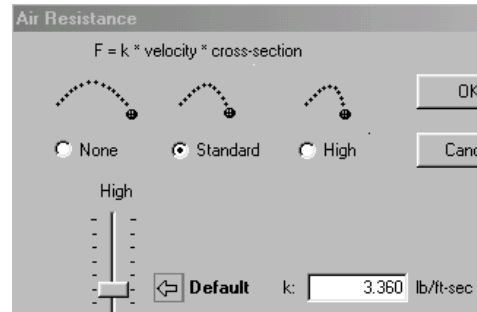 Air Resistance
F = k * velocity * cross-section
OK
None Standard High
High
Default k: 3.360 lb/ft-sec